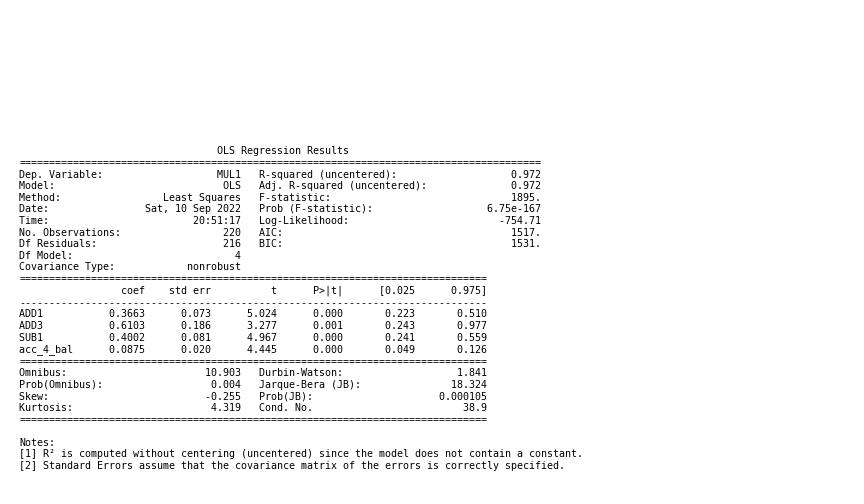 OLS Regression Results
=======================================================================================
Dep. Variable:                   MUL1   R-squared (uncentered):                   0.972
Model:                            OLS   Adj. R-squared (uncentered):              0.972
Method:                 Least Squares   F-statistic:                              1895.
Date:                Sat, 10 Sep 2022   Prob (F-statistic):                   6.75e-167
Time:                        20:51:17   Log-Likelihood:                         -754.71
No. Observations:                 220   AIC:                                      1517.
Df Residuals:                     216   BIC:                                      1531.
Df Model:                           4
Covariance Type:            nonrobust
==============================================================================
                 coef    std err          t      P>|t|      [0.025      0.975]
------------------------------------------------------------------------------
ADD1           0.3663      0.073      5.024      0.000       0.223       0.510
ADD3           0.6103      0.186      3.277      0.001       0.243       0.977
SUB1           0.4002      0.081      4.967      0.000       0.241       0.559
acc_4_bal      0.0875      0.020      4.445      0.000       0.049       0.126
==============================================================================
Omnibus:                       10.903   Durbin-Watson:                   1.841
Prob(Omnibus):                  0.004   Jarque-Bera (JB):               18.324
Skew:                          -0.255   Prob(JB):                     0.000105
Kurtosis:                       4.319   Cond. No.                         38.9
==============================================================================
Notes:
[1] R² is computed without centering (uncentered) since the model does not contain a constant.
[2] Standard Errors assume that the covariance matrix of the errors is correctly specified.